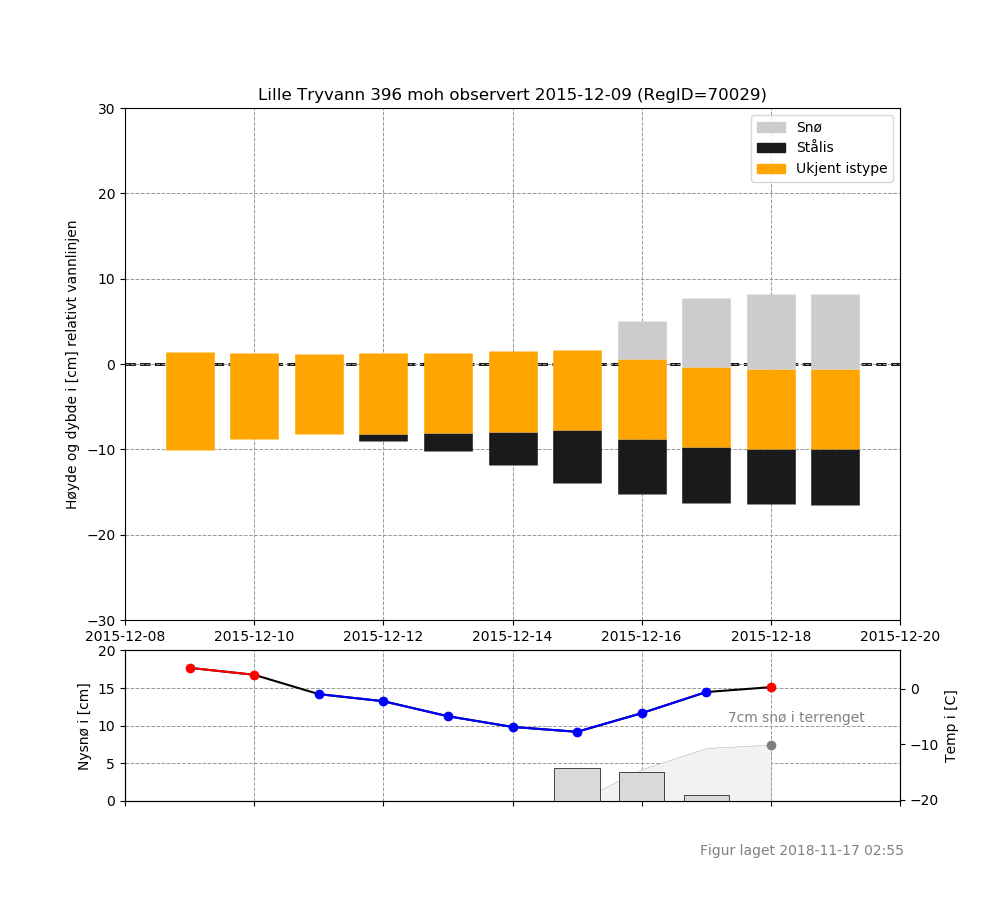 Lille Tryvann 396 moh observert 2015-12-09 (RegID=70029)
Snø
Stålis
Ukjent istype
Høyde og dybde i [cm] relativt vannlinjen
30
20
10
0
−10
−20
−30
2015-12-08 2015-12-10 2015-12-12 2015-12-14 2015-12-16 2015-12-18 2015-12-20
Nysnø i [cm]
20
15
10
5
0
7cm snø i terrenget
0
−10
−20
Temp i [C]
Figur laget 2018-11-17 02:55